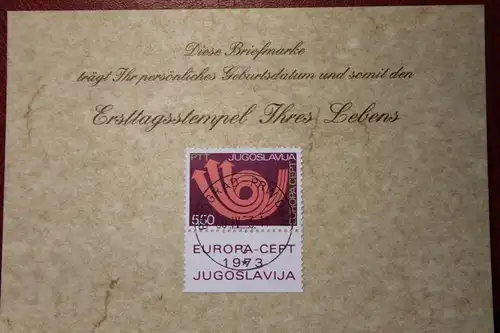 Diese Briefmarke
trägt Ihr persönliches Geburtsdatum und somit den
Ersttagsstempel Ihres Lebens
PTT JUGOSLAVIJA
EUROPA CEPT
5,50
EUROPA-CEPT
1973
JUGOSLAVIJA